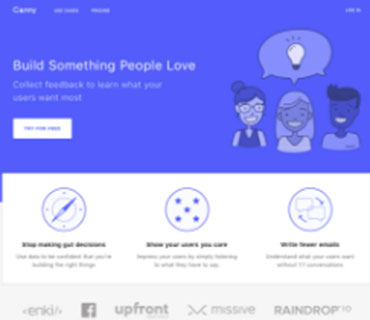 Canny USE CASES PRICING LOG IN
Build Something People Love
Collect feedback to learn what your
users want most
TRY FOR FREE
Stop making gut decisions
Use data to be confident that you're
building the right things
Show your users you care
Improve your users by simply listening
to what they have to say.
Write fewer emails
Understand what your users want
without 1:1 conversations
<enki/>
upfront
missive
RAINDROP.IO